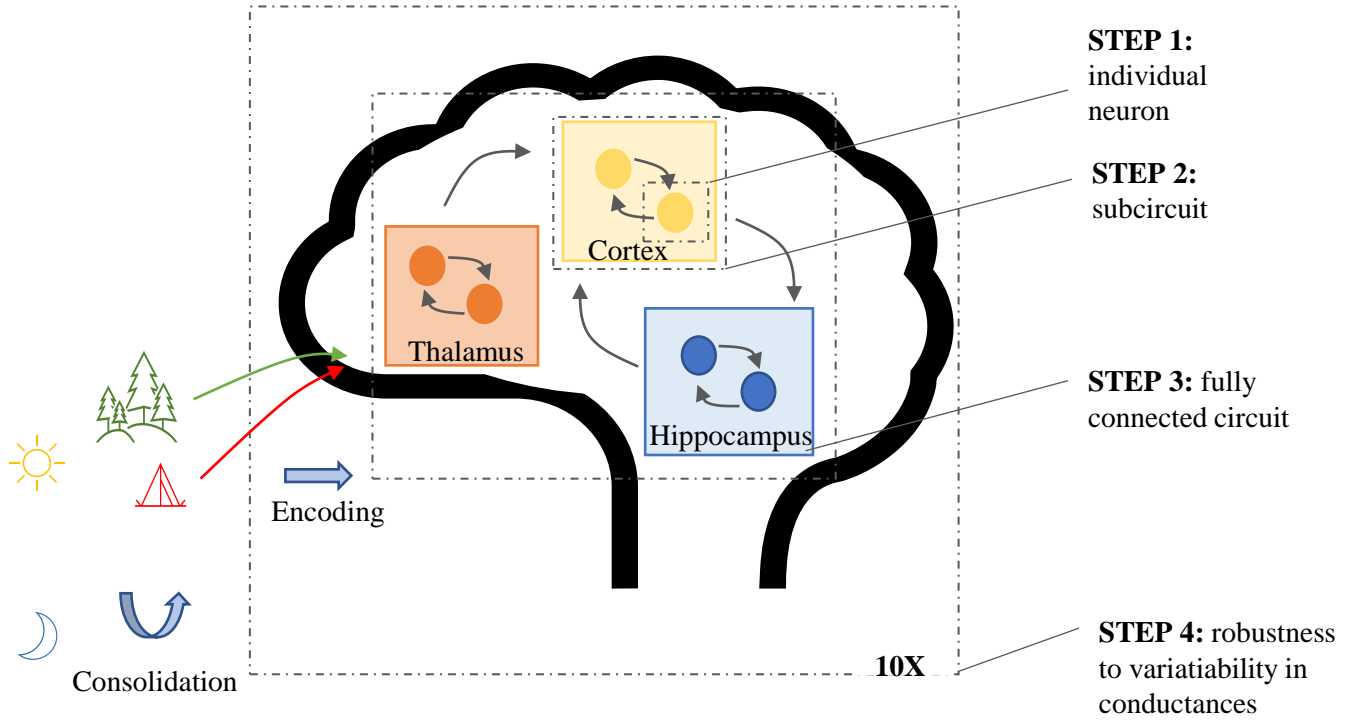 STEP 1:
individual
neuron
STEP 2:
subcircuit
Cortex
Thalamus
Hippocampus
STEP 3: fully
connected circuit
Encoding
10X
STEP 4: robustness
to variatiability in
conductances
Consolidation